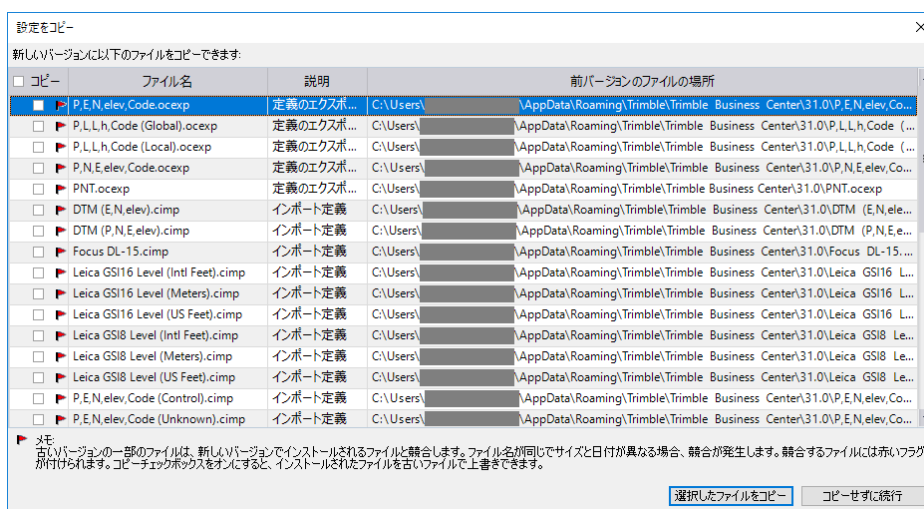 設定をコピー
新しいバージョンに以下のファイルをコピーできます:
コピー ファイル名 説明 前バージョンのファイルの場所
P,E,N,elev,Code.ocexp 定義のエクスポ... C:\Users\ \AppData\Roaming\Trimble\Trimble Business Center\31.0\P,E,N,elev,Co...
P,L,L,h,Code (Global).ocexp 定義のエクスポ... C:\Users\ \AppData\Roaming\Trimble\Trimble Business Center\31.0\P,L,L,h,Code (...
P,L,L,h,Code (Local).ocexp 定義のエクスポ... C:\Users\ \AppData\Roaming\Trimble\Trimble Business Center\31.0\P,L,L,h,Code (...
P,N,E,elev,Code.ocexp 定義のエクスポ... C:\Users\ \AppData\Roaming\Trimble\Trimble Business Center\31.0\P,N,E,elev,Co...
PNT.ocexp 定義のエクスポ... C:\Users\ \AppData\Roaming\Trimble\Trimble Business Center\31.0\PNT.ocexp
DTM (E,N,elev).cimp インポート定義 C:\Users\ \AppData\Roaming\Trimble\Trimble Business Center\31.0\DTM (E,N,ele...
DTM (P,N,E,elev).cimp インポート定義 C:\Users\ \AppData\Roaming\Trimble\Trimble Business Center\31.0\DTM (P,N,E,e...
Focus DL-15.cimp インポート定義 C:\Users\ \AppData\Roaming\Trimble\Trimble Business Center\31.0\Focus DL-15....
Leica GSI16 Level (Intl Feet).cimp インポート定義 C:\Users\ \AppData\Roaming\Trimble\Trimble Business Center\31.0\Leica GSI16 L...
Leica GSI16 Level (Meters).cimp インポート定義 C:\Users\ \AppData\Roaming\Trimble\Trimble Business Center\31.0\Leica GSI16 L...
Leica GSI16 Level (US Feet).cimp インポート定義 C:\Users\ \AppData\Roaming\Trimble\Trimble Business Center\31.0\Leica GSI16 L...
Leica GSI8 Level (Intl Feet).cimp インポート定義 C:\Users\ \AppData\Roaming\Trimble\Trimble Business Center\31.0\Leica GSI8 Le...
Leica GSI8 Level (Meters).cimp インポート定義 C:\Users\ \AppData\Roaming\Trimble\Trimble Business Center\31.0\Leica GSI8 Le...
Leica GSI8 Level (US Feet).cimp インポート定義 C:\Users\ \AppData\Roaming\Trimble\Trimble Business Center\31.0\Leica GSI8 Le...
P,E,N,elev,Code (Control).cimp インポート定義 C:\Users\ \AppData\Roaming\Trimble\Trimble Business Center\31.0\P,E,N,elev,Co...
P,E,N,elev,Code (Unknown).cimp インポート定義 C:\Users\ \AppData\Roaming\Trimble\Trimble Business Center\31.0\P,E,N,elev,Co...
メモ:
古いバージョンの一部のファイルは、新しいバージョンでインストールされるファイルと競合します。ファイル名が同じでサイズと日付が異なる場合、競合が発生します。競合するファイルには赤いフラグ
が付けられます。コピーチェックボックスをオンにすると、インストールされたファイルを古いファイルで上書きできます。
選択したファイルをコピー コピーせずに続行